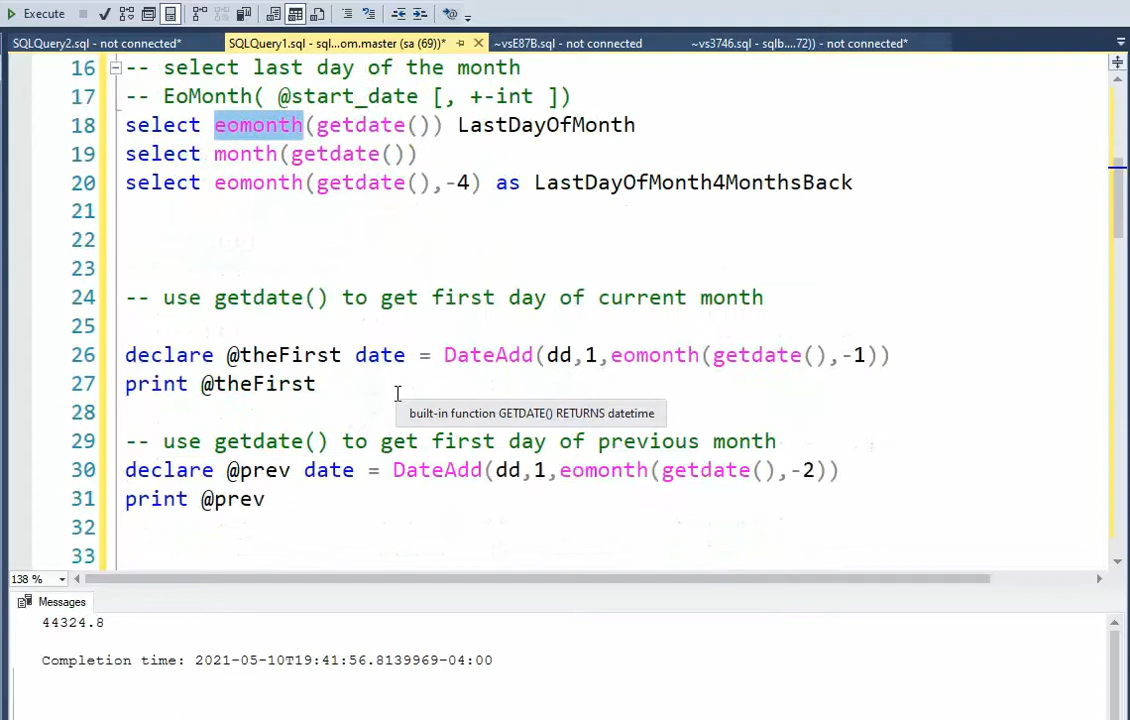 Execute
SQLQuery2.sql - not connected*
SQLQuery1.sql - sql...om.master (sa (69))*
~vsE87B.sql - not connected
~vs3746.sql - sqlb....72)) - not connected*
16 -- select last day of the month
17 -- EoMonth( @start_date [, +-int ])
18 select eomonth(getdate()) LastDayOfMonth
19 select month(getdate())
20 select eomonth(getdate(),-4) as LastDayOfMonth4MonthsBack
21
22
23
24 -- use getdate() to get first day of current month
25
26 declare @theFirst date = DateAdd(dd,1,eomonth(getdate(),-1))
27 print @theFirst
built-in function GETDATE() RETURNS datetime
28
29 -- use getdate() to get first day of previous month
30 declare @prev date = DateAdd(dd,1,eomonth(getdate(),-2))
31 print @prev
32
33
138 %
Messages
44324.8
Completion time: 2021-05-10T19:41:56.8139969-04:00